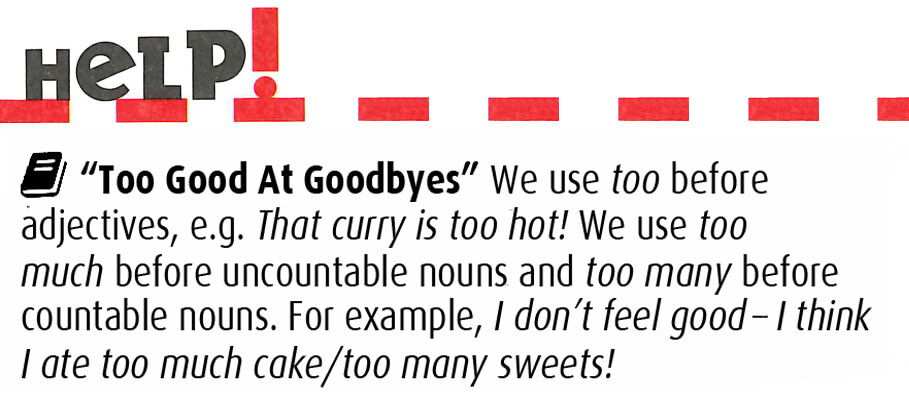 HeLP!
“Too Good At Goodbyes” We use too before
adjectives, e.g. That curry is too hot! We use too
much before uncountable nouns and too many before
countable nouns. For example, I don’t feel good – I think
I ate too much cake/too many sweets!